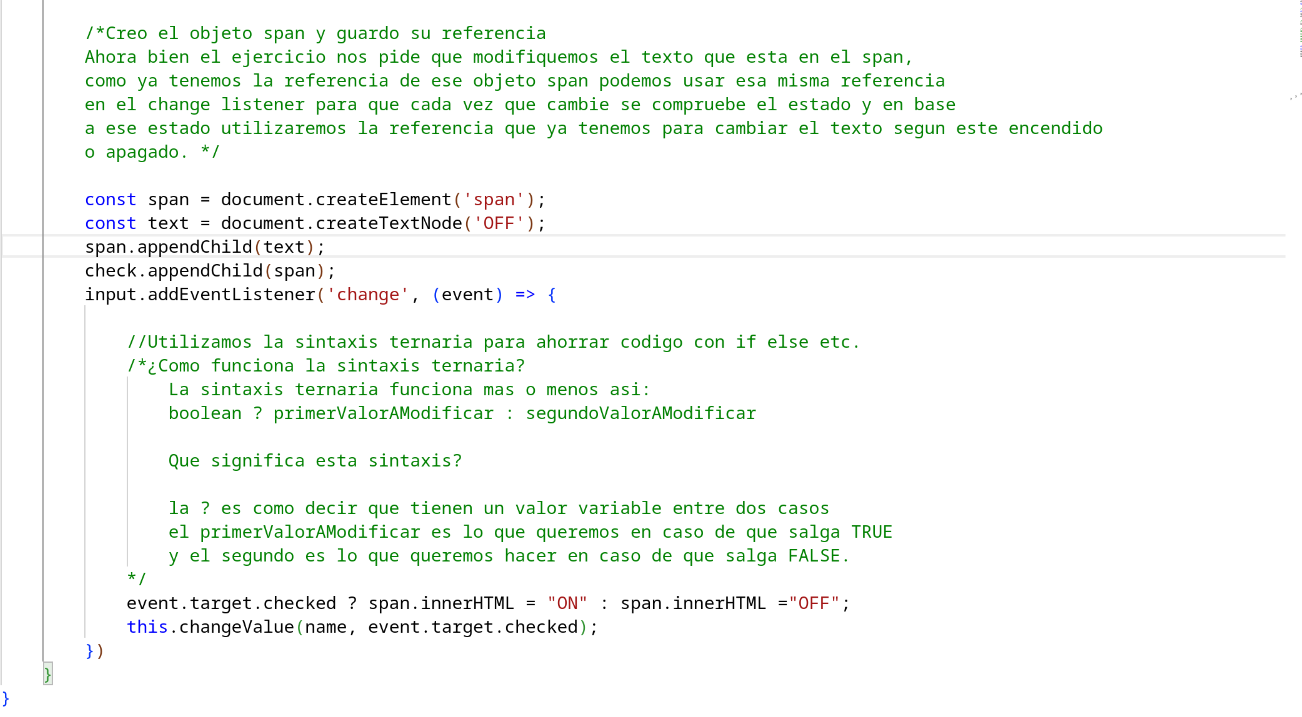 /*Creo el objeto span y guardo su referencia
Ahora bien el ejercicio nos pide que modifiquemos el texto que esta en el span,
como ya tenemos la referencia de ese objeto span podemos usar esa misma referencia
en el change listener para que cada vez que cambie se compruebe el estado y en base
a ese estado utilizaremos la referencia que ya tenemos para cambiar el texto segun este encendido
o apagado. */
const span = document.createElement('span');
const text = document.createTextNode('OFF');
span.appendChild(text);
check.appendChild(span);
input.addEventListener('change', (event) => {
//Utilizamos la sintaxis ternaria para ahorrar codigo con if else etc.
/*¿Como funciona la sintaxis ternaria?
La sintaxis ternaria funciona mas o menos asi:
boolean ? primerValorAModificar : segundoValorAModificar
Que significa esta sintaxis?
la ? es como decir que tienen un valor variable entre dos casos
el primerValorAModificar es lo que queremos en caso de que salga TRUE
y el segundo es lo que queremos hacer en caso de que salga FALSE.
*/
event.target.checked ? span.innerHTML = "ON" : span.innerHTML ="OFF";
this.changeValue(name, event.target.checked);
})
}
}